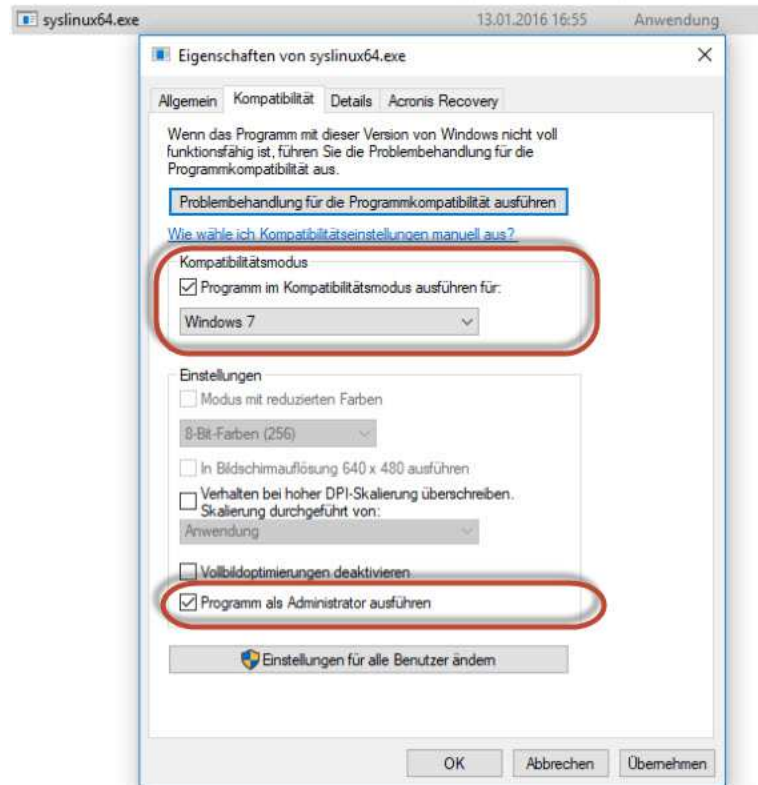 syslinux64.exe 13.01.2016 16:55 Anwendung
Eigenschaften von syslinux64.exe
Allgemein Kompatibilität Details Acronis Recovery
Wenn das Programm mit dieser Version von Windows nicht voll
funktionsfähig ist, führen Sie die Problembehandlung für die
Programmkompatibilität aus.
Problembehandlung für die Programmkompatibilität ausführen
Wie wähle ich Kompatibilitätseinstellungen manuell aus?
Kompatibilitätsmodus
Programm im Kompatibilitätsmodus ausführen für:
Windows 7
Einstellungen
Modus mit reduzierten Farben
8-Bit-Farben (256)
In Bildschirmauflösung 640 x 480 ausführen
Verhalten bei hoher DPI-Skalierung überschreiben.
Skalierung durchgeführt von:
Anwendung
Vollbildoptimierungen deaktivieren
Programm als Administrator ausführen
Einstellungen für alle Benutzer ändern
OK Abbrechen Übernehmen